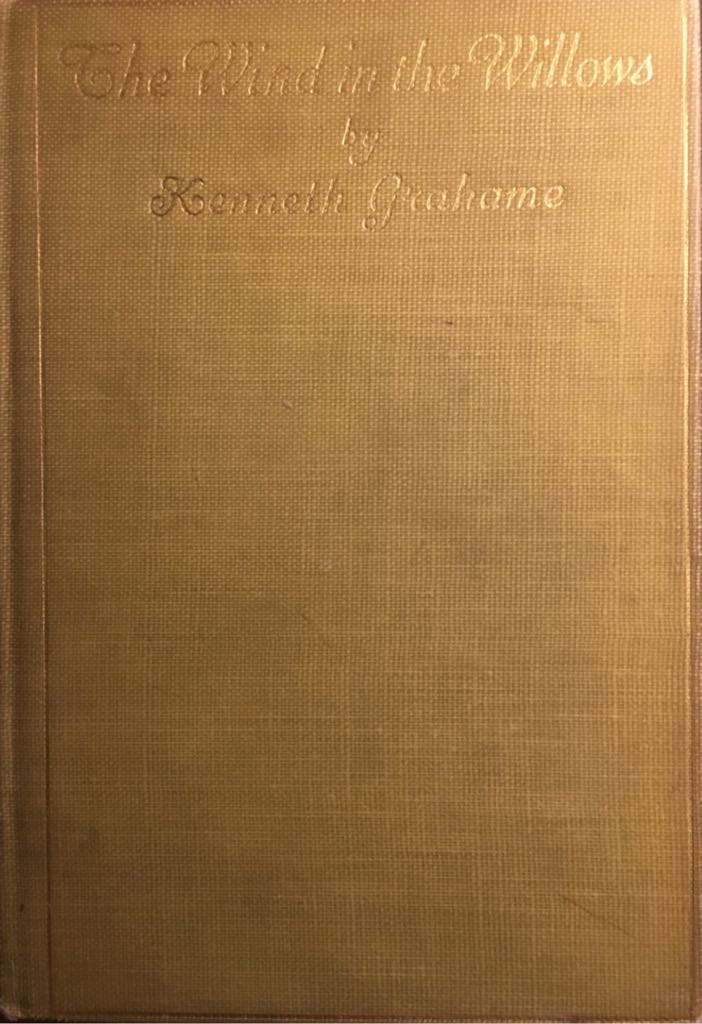 The Wind in the Willows
by
Kenneth Grahame